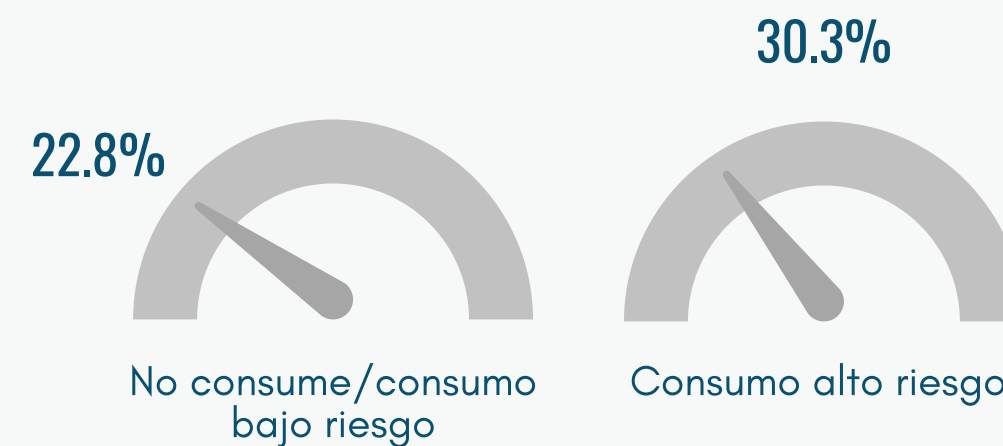 30.3%
22.8%
No consume/consumo
bajo riesgo
Consumo alto riesgo